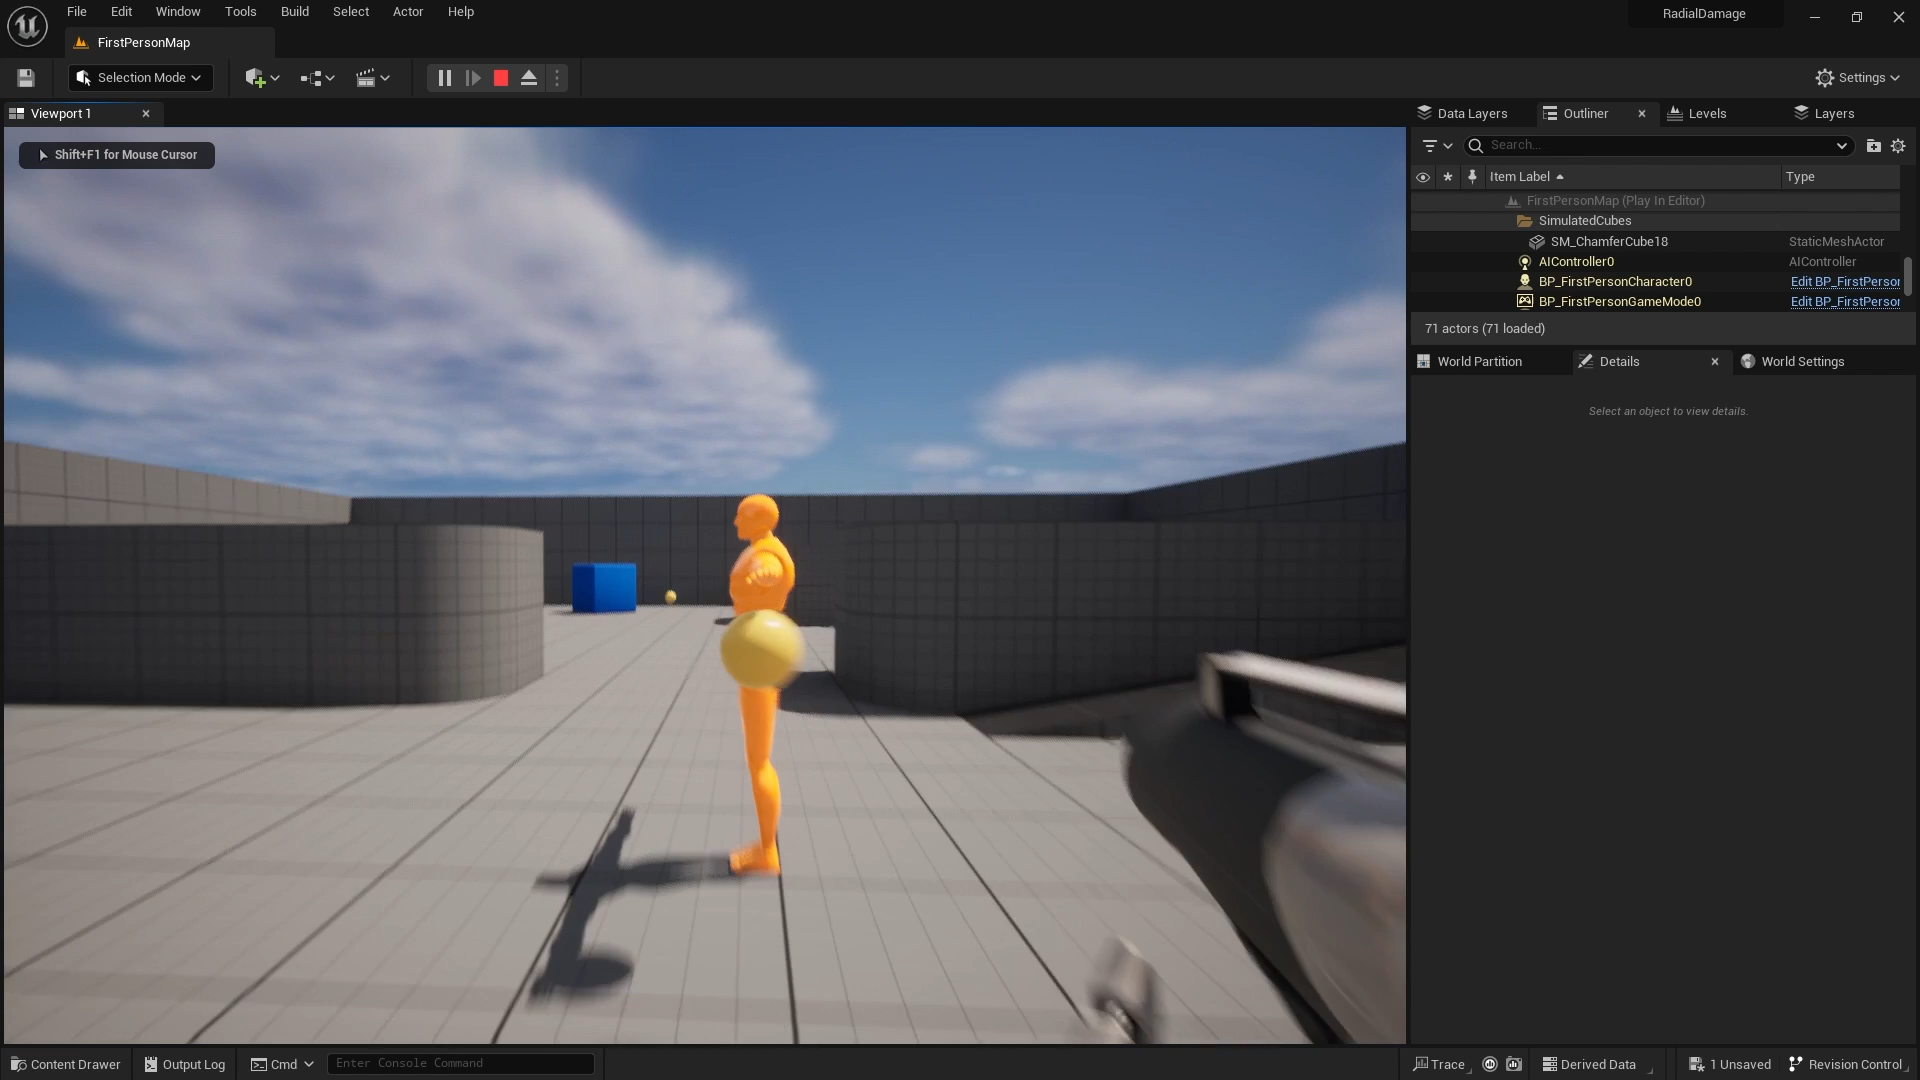 File Edit Window Tools Build Select Actor Help
RadialDamage
FirstPersonMap
Selection Mode
Settings
Viewport 1
Data Layers
Outliner
Levels
Layers
Shift+F1 for Mouse Cursor
Search...
Item Label
Type
FirstPersonMap (Play In Editor)
SimulatedCubes
SM_ChamferCube18
StaticMeshActor
AIController0
AIController
BP_FirstPersonCharacter0
Edit BP_FirstPerson
BP_FirstPersonGameMode0
Edit BP_FirstPerson
71 actors (71 loaded)
World Partition
Details
World Settings
Select an object to view details.
Content Drawer
Output Log
Cmd
Enter Console Command
Trace
Derived Data
1 Unsaved
Revision Control